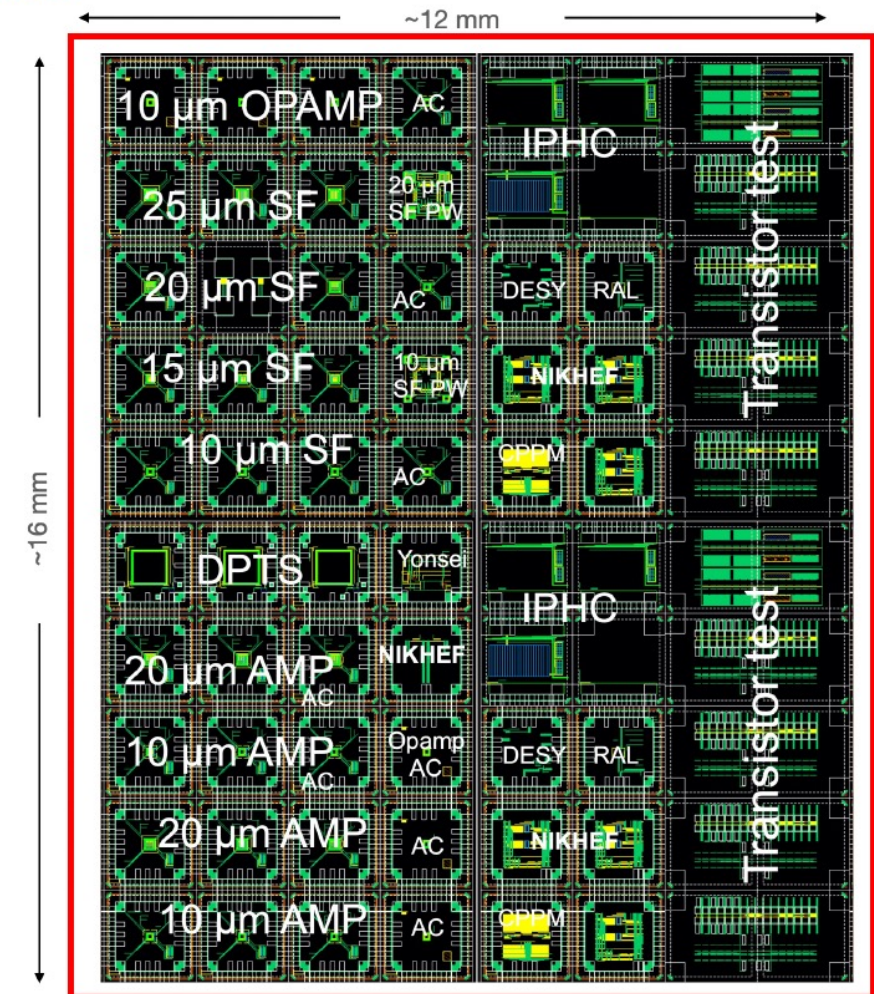 ~12 mm
~16 mm
10 µm OPAMP
AC
25 µm SF
20 µm
SF PW
20 µm SF
AC
15 µm SF
10 µm
SF PW
10 µm SF
AC
IPHC
DESY
RAL
NIKHEF
CPPM
Transistor test
DPTS
Yonsei
20 µm AMP
AC
NIKHEF
10 µm AMP
AC
Opamp
AC
20 µm AMP
AC
10 µm AMP
AC
IPHC
DESY
RAL
NIKHEF
CPPM
Transistor test